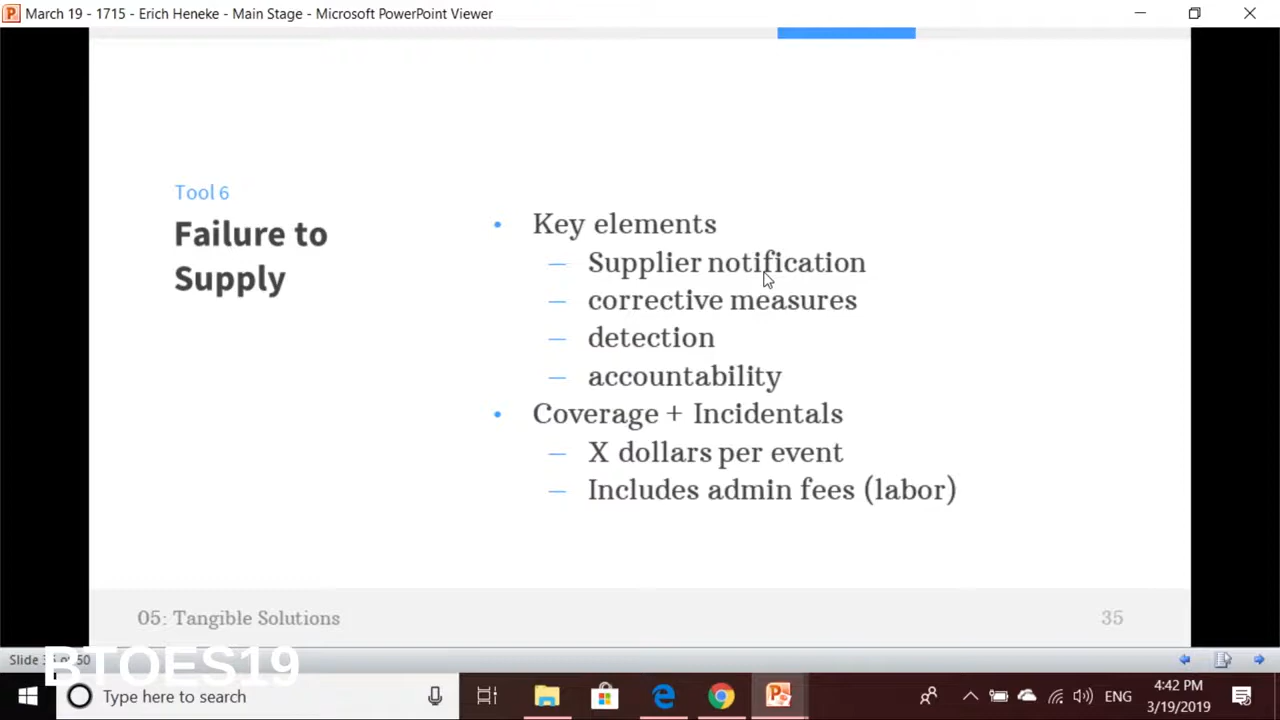 March 19 - 1715 - Erich Heneke - Main Stage - Microsoft PowerPoint Viewer
Tool 6
Failure to
Supply
• Key elements
– Supplier notification
– corrective measures
– detection
– accountability
• Coverage + Incidentals
– X dollars per event
– Includes admin fees (labor)
05: Tangible Solutions
35
Slide of 50
BTOES19
Type here to search
ENG
4:42 PM
3/19/2019